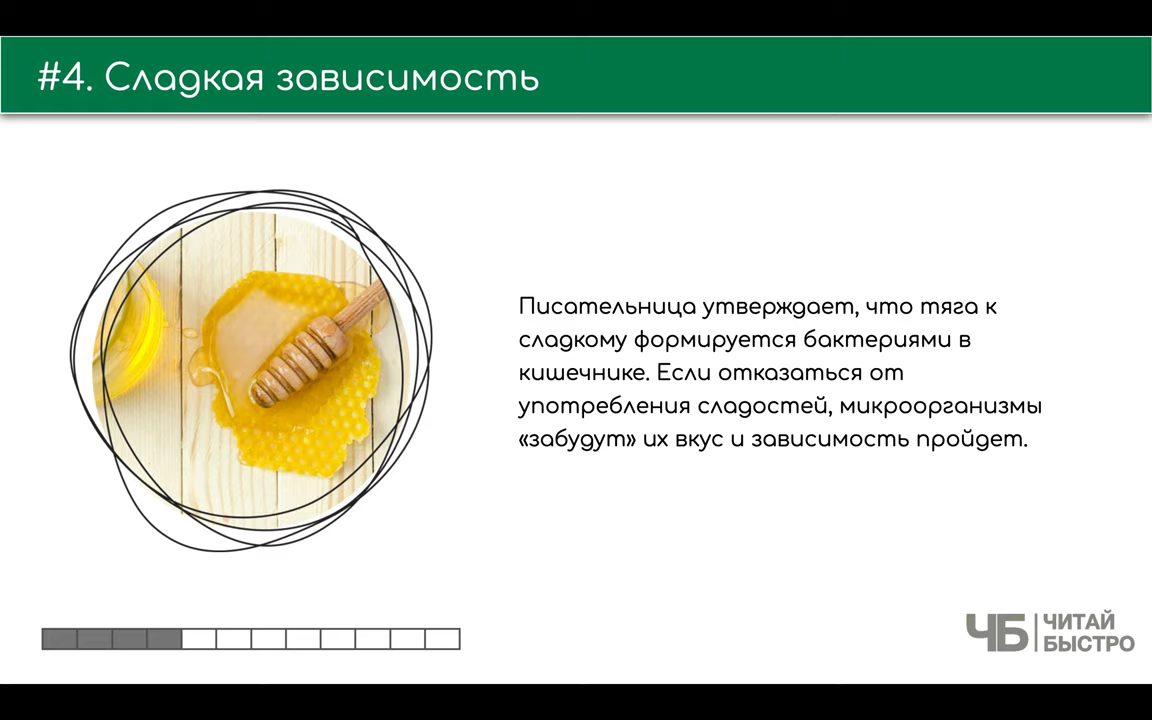 #4. Сладкая зависимость
Писательница утверждает, что тяга к
сладкому формируется бактериями в
кишечнике. Если отказаться от
употребления сладостей, микроорганизмы
«забудут» их вкус и зависимость пройдет.
ЧБ | ЧИТАЙ
БЫСТРО